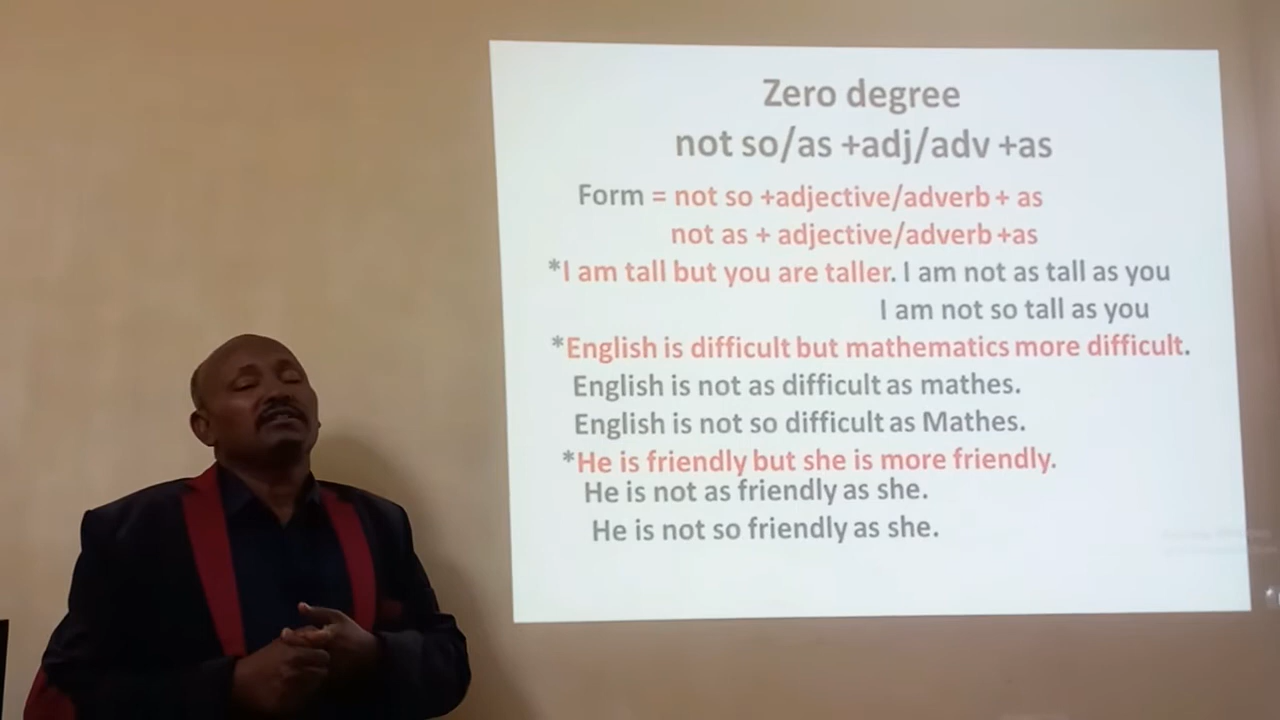 Zero degree
not so/as +adj/adv +as
Form = not so +adjective/adverb + as
not as + adjective/adverb +as
*I am tall but you are taller. I am not as tall as you
I am not so tall as you
*English is difficult but mathematics more difficult.
English is not as difficult as mathes.
English is not so difficult as Mathes.
*He is friendly but she is more friendly.
He is not as friendly as she.
He is not so friendly as she.